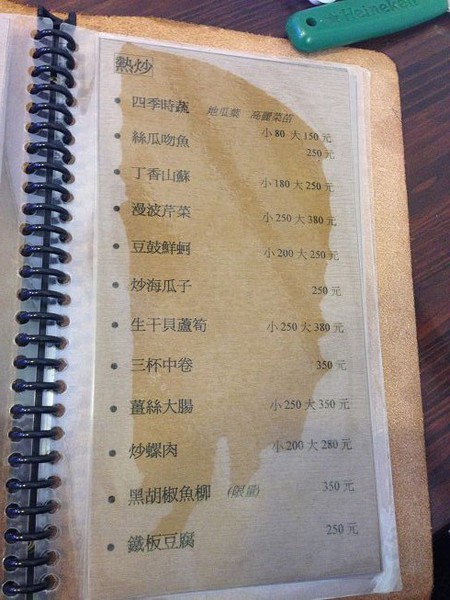 ★Heineken
熱炒
四季時蔬 地瓜葉 高麗菜苗 小80 大150元
絲瓜吻魚 250元
丁香山蘇 小180大250元
漫波芹菜 小250大380元
豆鼓鮮蚵 小200大250元
炒海瓜子 250元
生干貝蘆筍 小250大380元
三杯中卷 350元
薑絲大腸 小250大350元
炒螺肉 小200大280元
黑胡椒魚柳 (限量) 350元
鐵板豆腐 250元